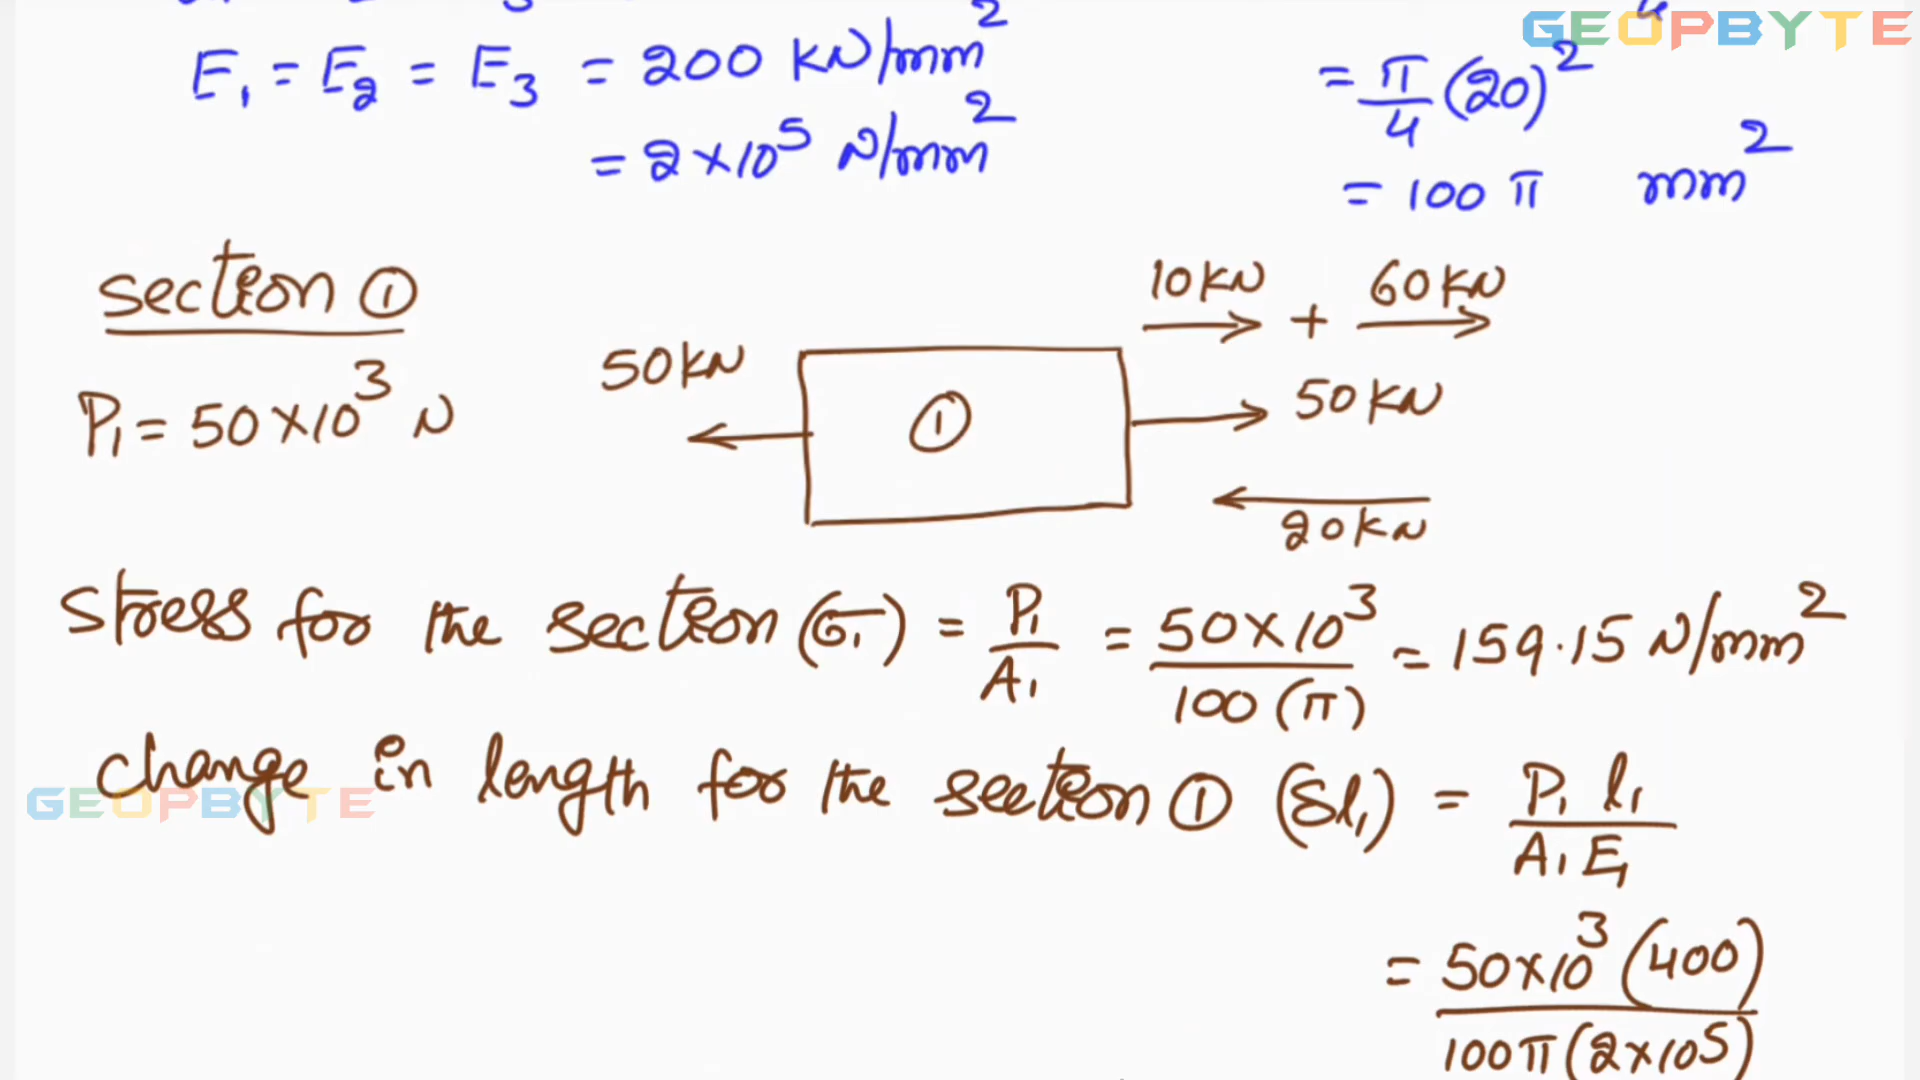 GEOPBYTE
E₁ = E₂ = E₃ = 200 kN/mm²
= 2×10⁵ N/mm²
= π/4 (20)²
= 100 π mm²
section ①
P₁ = 50×10³ N
50 kN
①
10 kN + 60 kN
50 kN
20 kN
Stress for the section (σ₁) = P₁/A₁ = 50×10³/100(π) = 159.15 N/mm²
change in length for the section ① (δl₁) = P₁ l₁/A₁ E₁
GEOPBYTE
= 50×10³ (400)/100π (2×10⁵)